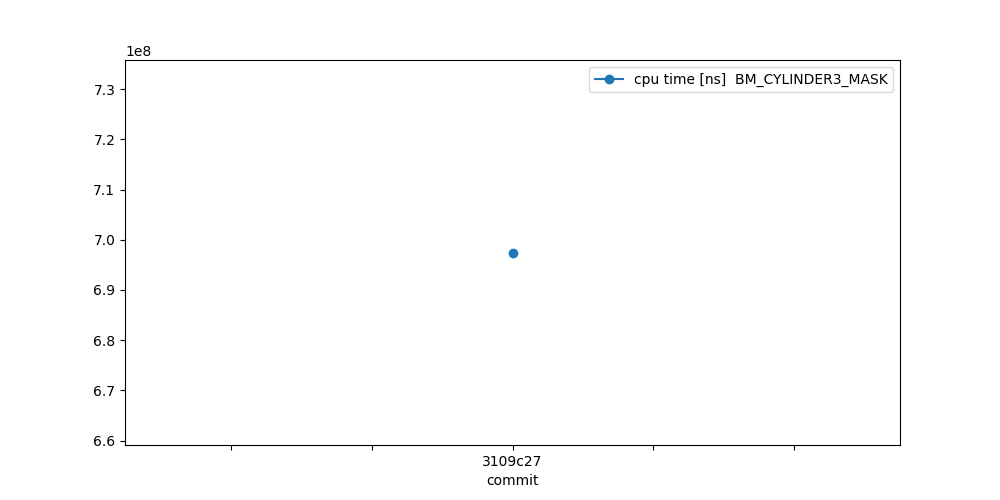 1e8
cpu time [ns]  BM_CYLINDER3_MASK
7.3
7.2
7.1
7.0
6.9
6.8
6.7
6.6
3109c27
commit